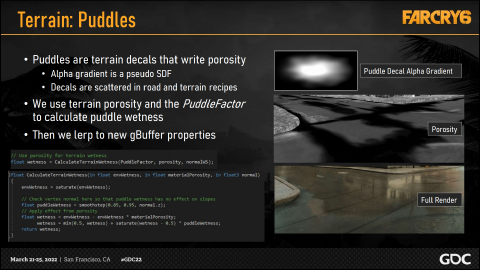 Terrain: Puddles
FARCRY6
• Puddles are terrain decals that write porosity
• Alpha gradient is a pseudo SDF
• Decals are scattered in road and terrain recipes
• We use terrain porosity and the PuddleFactor
to calculate puddle wetness
• Then we lerp to new gBuffer properties
Puddle Decal Alpha Gradient
Porosity
Full Render
// Use porosity for terrain wetness
float wetness = CalculateTerrainWetness(PuddleFactor, porosity, normalWS);
float CalculateTerrainWetness(in float envWetness, in float materialPorosity, in float3 normal)
{
envWetness = saturate(envWetness);
// Check vertex normal here so that puddle wetness has no effect on slopes
float puddleWetness = smoothstep(0.85, 0.95, normal.z);
// Apply effect from porosity
float wetness = envWetness - envWetness * materialPorosity;
wetness = min(0.5, wetness) + saturate(wetness - 0.5) * puddleWetness;
return wetness;
}
March 21-25, 2022 | San Francisco, CA #GDC22
GDC